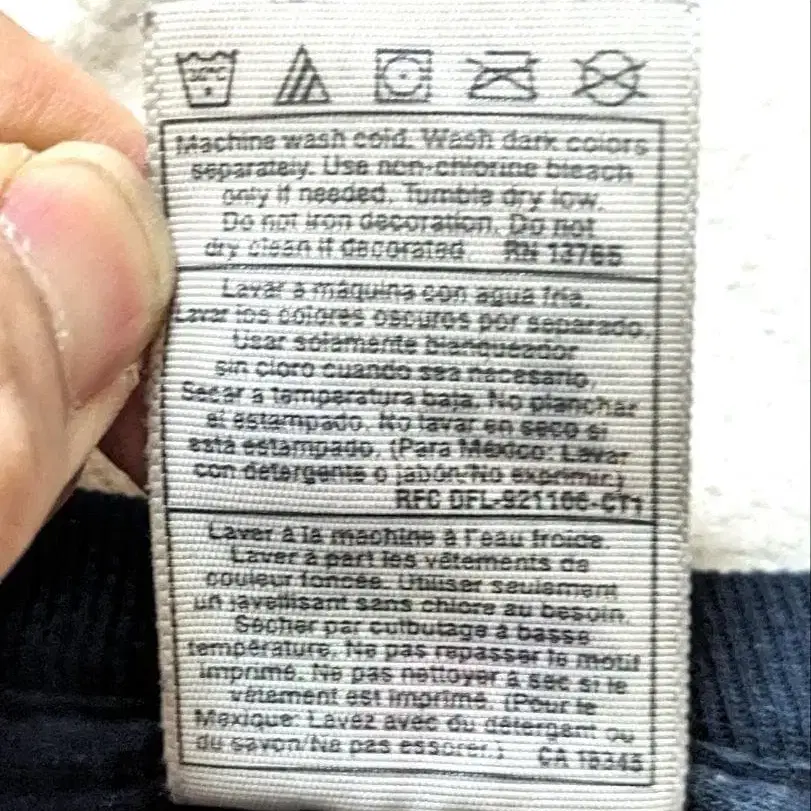 30°C
Machine wash cold. Wash dark colors
separately. Use non-chlorine bleach
only if needed. Tumble dry low.
Do not iron decoration. Do not
dry clean if decorated RN 13765
Lavar a máquina con agua fría.
Lavar los colores oscuros por separado.
Usar solamente blanqueador
sin cloro cuando sea necesario.
Secar a temperatura baja. No planchar
el estampado. No lavar en seco si
está estampado. (Para México: Lavar
con detergente o jabón/No exprimir.)
RFC DFL-921106-CT1
Laver à la machine à l'eau froide.
Laver à part les vêtements de
couleur foncée. Utiliser seulement
un javellisant sans chlore au besoin.
Sécher par culbutage à basse
température. Ne pas repasser le motif
imprimé. Ne pas nettoyer à sec si le
vêtement est imprimé. (Pour le
Mexique: Lavez avec du détergent ou
du savon/Ne pas essorer.) CA 18345